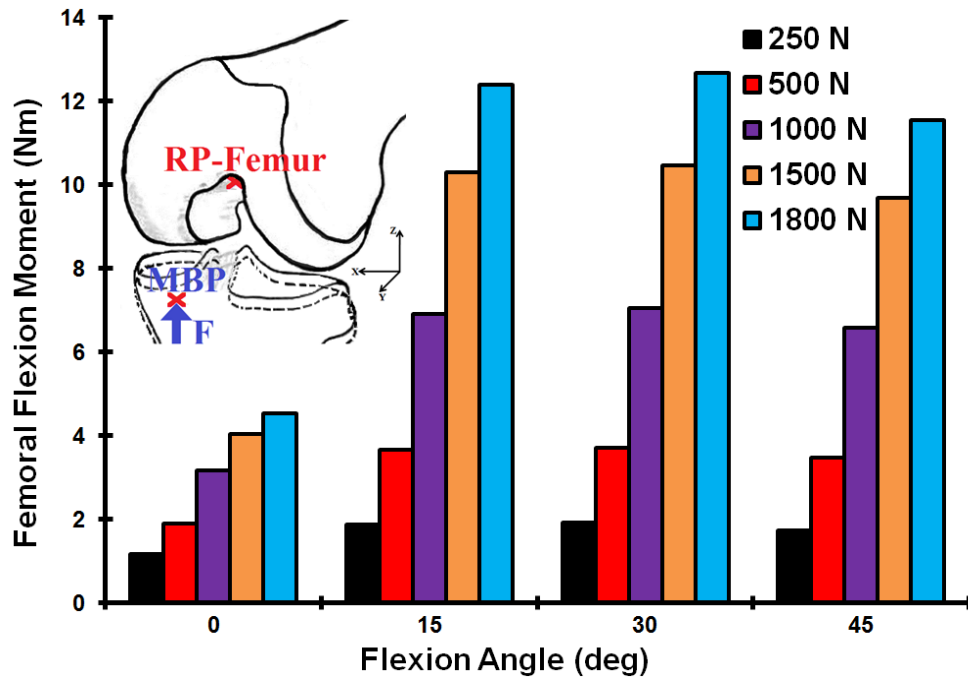 Femoral Flexion Moment (Nm)
14
12
10
8
6
4
2
0
RP-Femur
MBP
F
Z
X
Y
250 N
500 N
1000 N
1500 N
1800 N
0
15
30
45
Flexion Angle (deg)